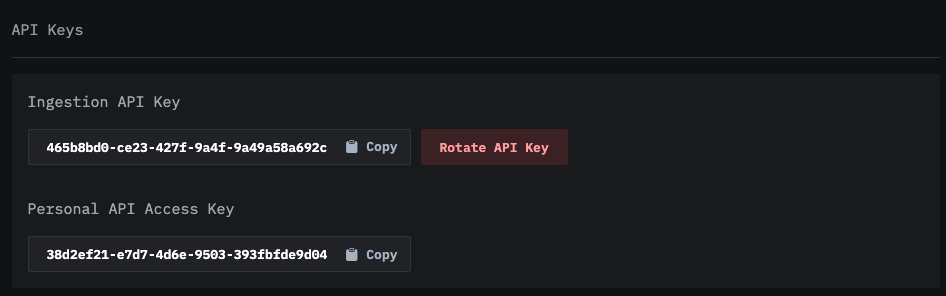 API Keys
Ingestion API Key
465b8bd0-ce23-427f-9a4f-9a49a58a692c Copy Rotate API Key
Personal API Access Key
38d2ef21-e7d7-4d6e-9503-393fbfde9d04 Copy